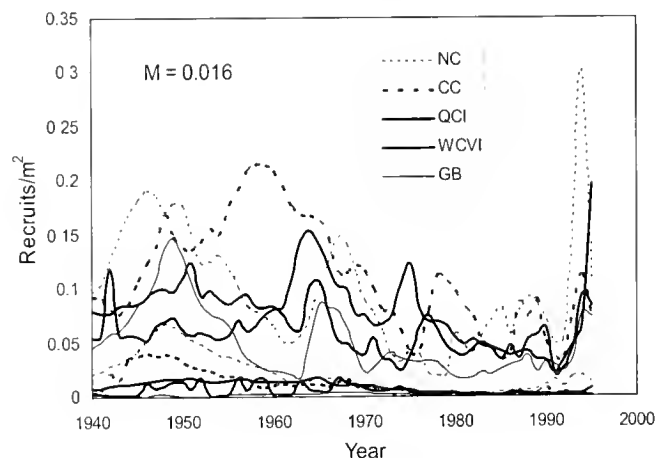 0.35
0.3
0.25
0.2
0.15
0.1
0.05
0
Recruits/m²
M = 0.016
NC
CC
QCI
WCVI
GB
1940 1950 1960 1970 1980 1990 2000
Year